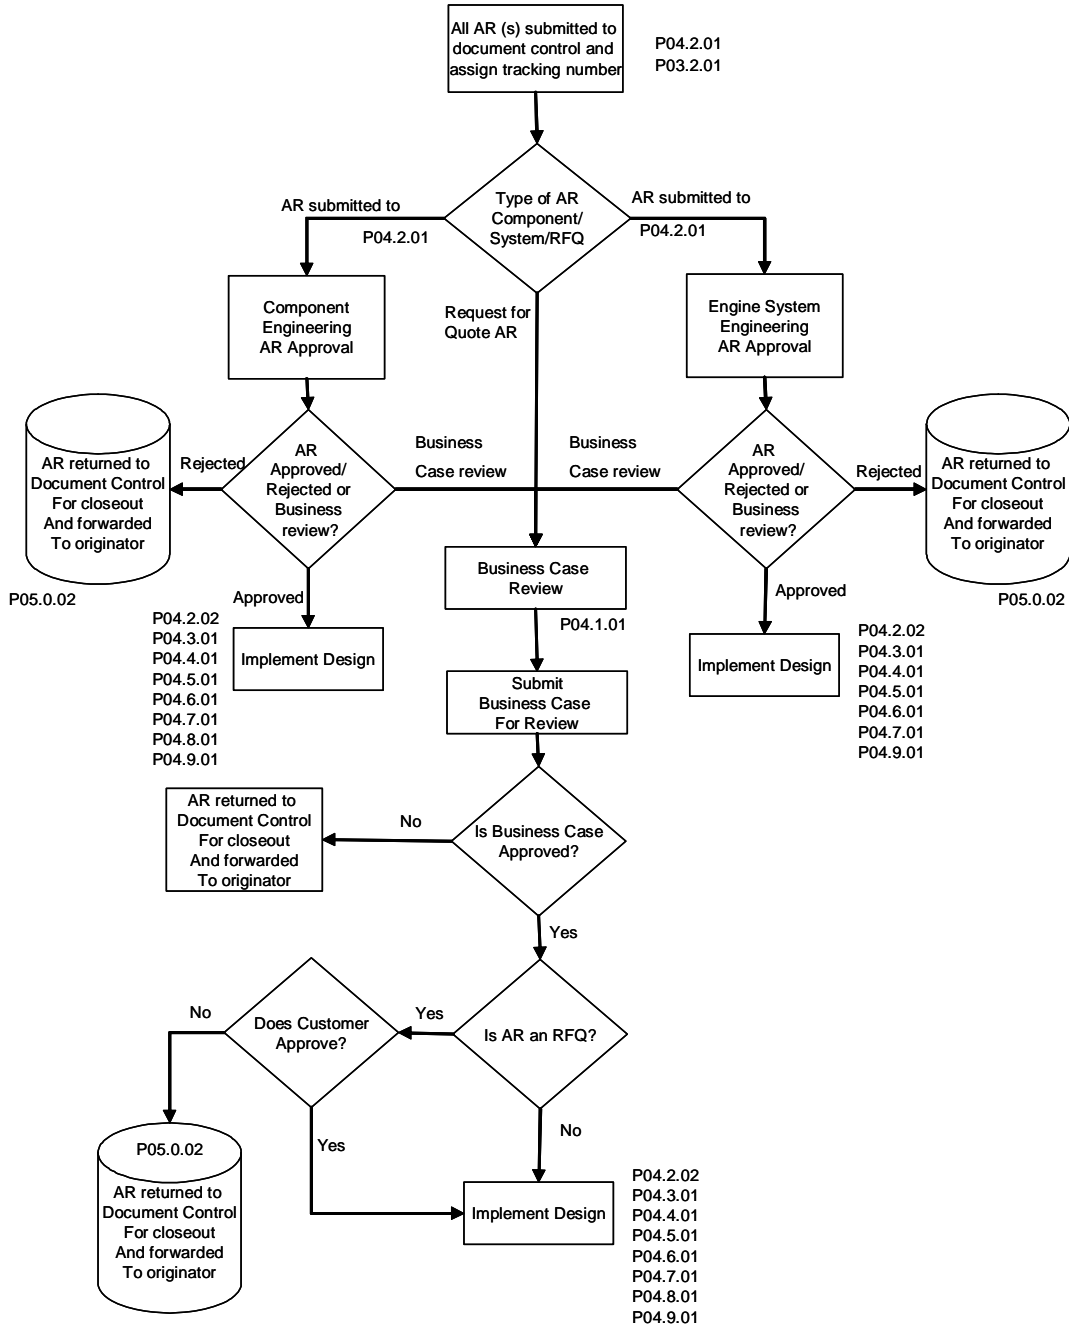 All AR (s) submitted to
document control and
assign tracking number
P04.2.01
P03.2.01
Type of AR
Component/
System/RFQ
AR submitted to
P04.2.01
AR submitted to
P04.2.01
Component
Engineering
AR Approval
Request for
Quote AR
Engine System
Engineering
AR Approval
AR returned to
Document Control
For closeout
And forwarded
To originator
P05.0.02
Rejected
AR
Approved/
Rejected or
Business
review?
Business
Case review
Business
Case review
AR
Approved/
Rejected or
Business
review?
Rejected
AR returned to
Document Control
For closeout
And forwarded
To originator
P05.0.02
Approved
P04.2.02
P04.3.01
P04.4.01
P04.5.01
P04.6.01
P04.7.01
P04.8.01
P04.9.01
Implement Design
Business Case
Review
P04.1.01
Approved
Implement Design
P04.2.02
P04.3.01
P04.4.01
P04.5.01
P04.6.01
P04.7.01
P04.9.01
Submit
Business Case
For Review
Is Business Case
Approved?
No
AR returned to
Document Control
For closeout
And forwarded
To originator
Yes
Is AR an RFQ?
Yes
Does Customer
Approve?
No
P05.0.02
AR returned to
Document Control
For closeout
And forwarded
To originator
Yes
No
Implement Design
P04.2.02
P04.3.01
P04.4.01
P04.5.01
P04.6.01
P04.7.01
P04.8.01
P04.9.01